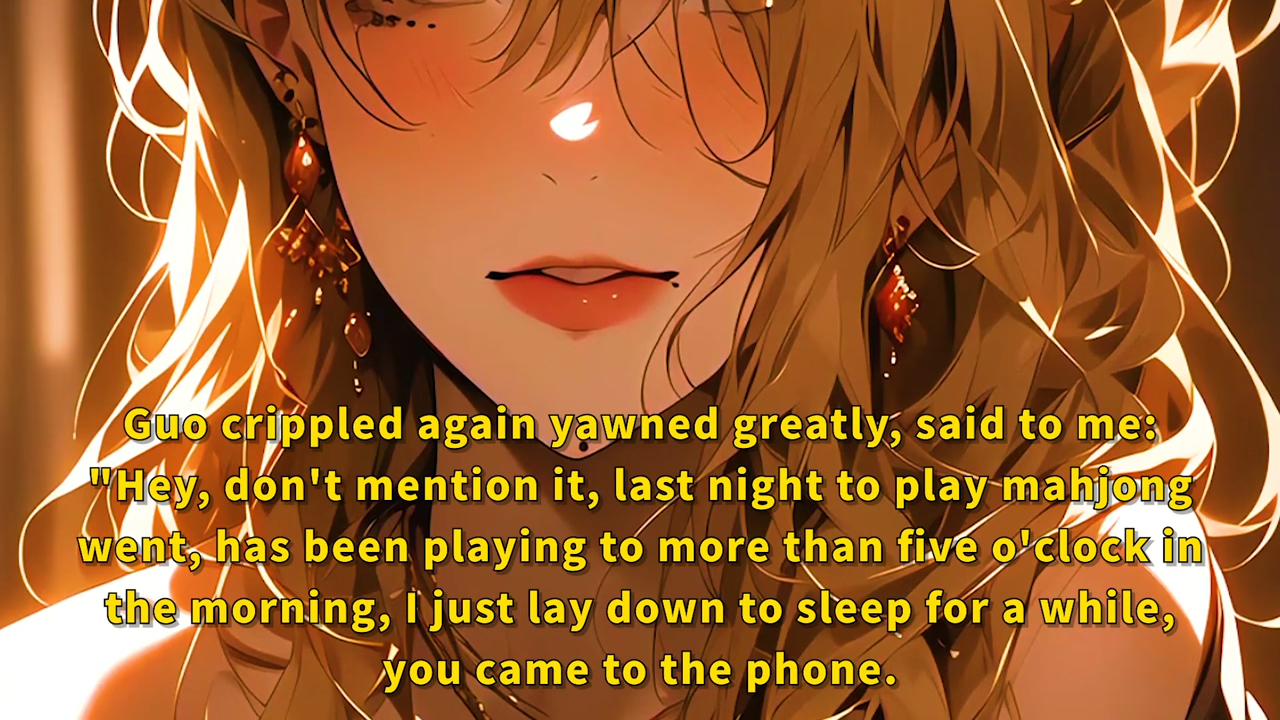 Guo crippled again yawned greatly, said to me:
"Hey, don't mention it, last night to play mahjong
went, has been playing to more than five o'clock in
the morning, I just lay down to sleep for a while,
you came to the phone.